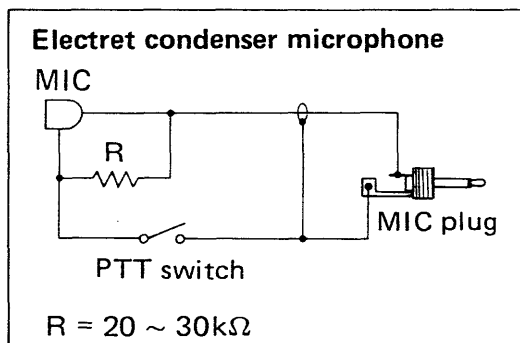 Electret condenser microphone
MIC
R
MIC plug
PTT switch
R = 20 ~ 30kΩ